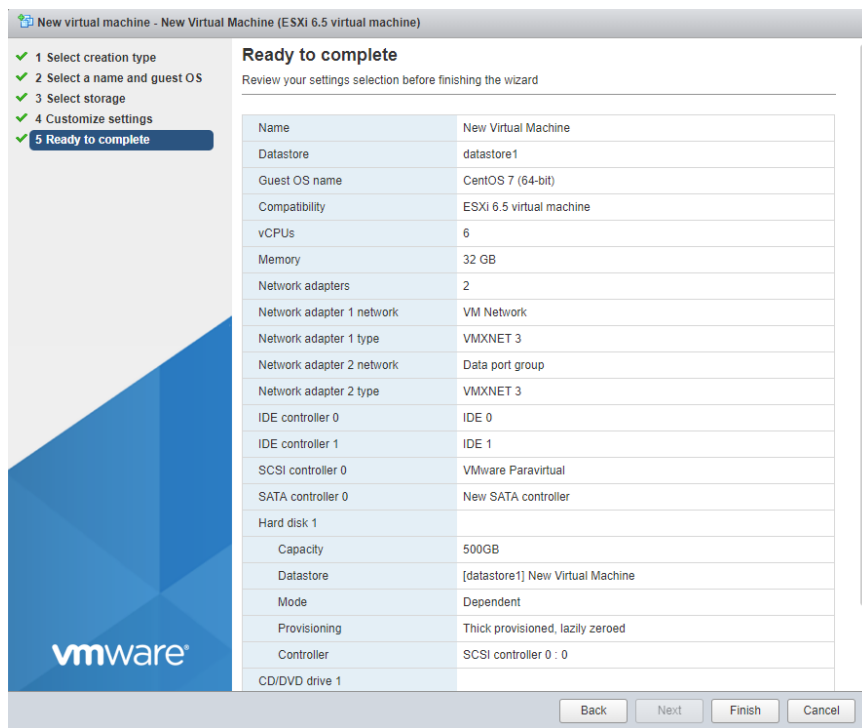 New virtual machine - New Virtual Machine (ESXi 6.5 virtual machine)
1 Select creation type
2 Select a name and guest OS
3 Select storage
4 Customize settings
5 Ready to complete
Ready to complete
Review your settings selection before finishing the wizard
Name New Virtual Machine
Datastore datastore1
Guest OS name CentOS 7 (64-bit)
Compatibility ESXi 6.5 virtual machine
vCPUs 6
Memory 32 GB
Network adapters 2
Network adapter 1 network VM Network
Network adapter 1 type VMXNET 3
Network adapter 2 network Data port group
Network adapter 2 type VMXNET 3
IDE controller 0 IDE 0
IDE controller 1 IDE 1
SCSI controller 0 VMware Paravirtual
SATA controller 0 New SATA controller
Hard disk 1
Capacity 500GB
Datastore [datastore1] New Virtual Machine
Mode Dependent
Provisioning Thick provisioned, lazily zeroed
Controller SCSI controller 0 : 0
CD/DVD drive 1
vmware®
Back Next Finish Cancel